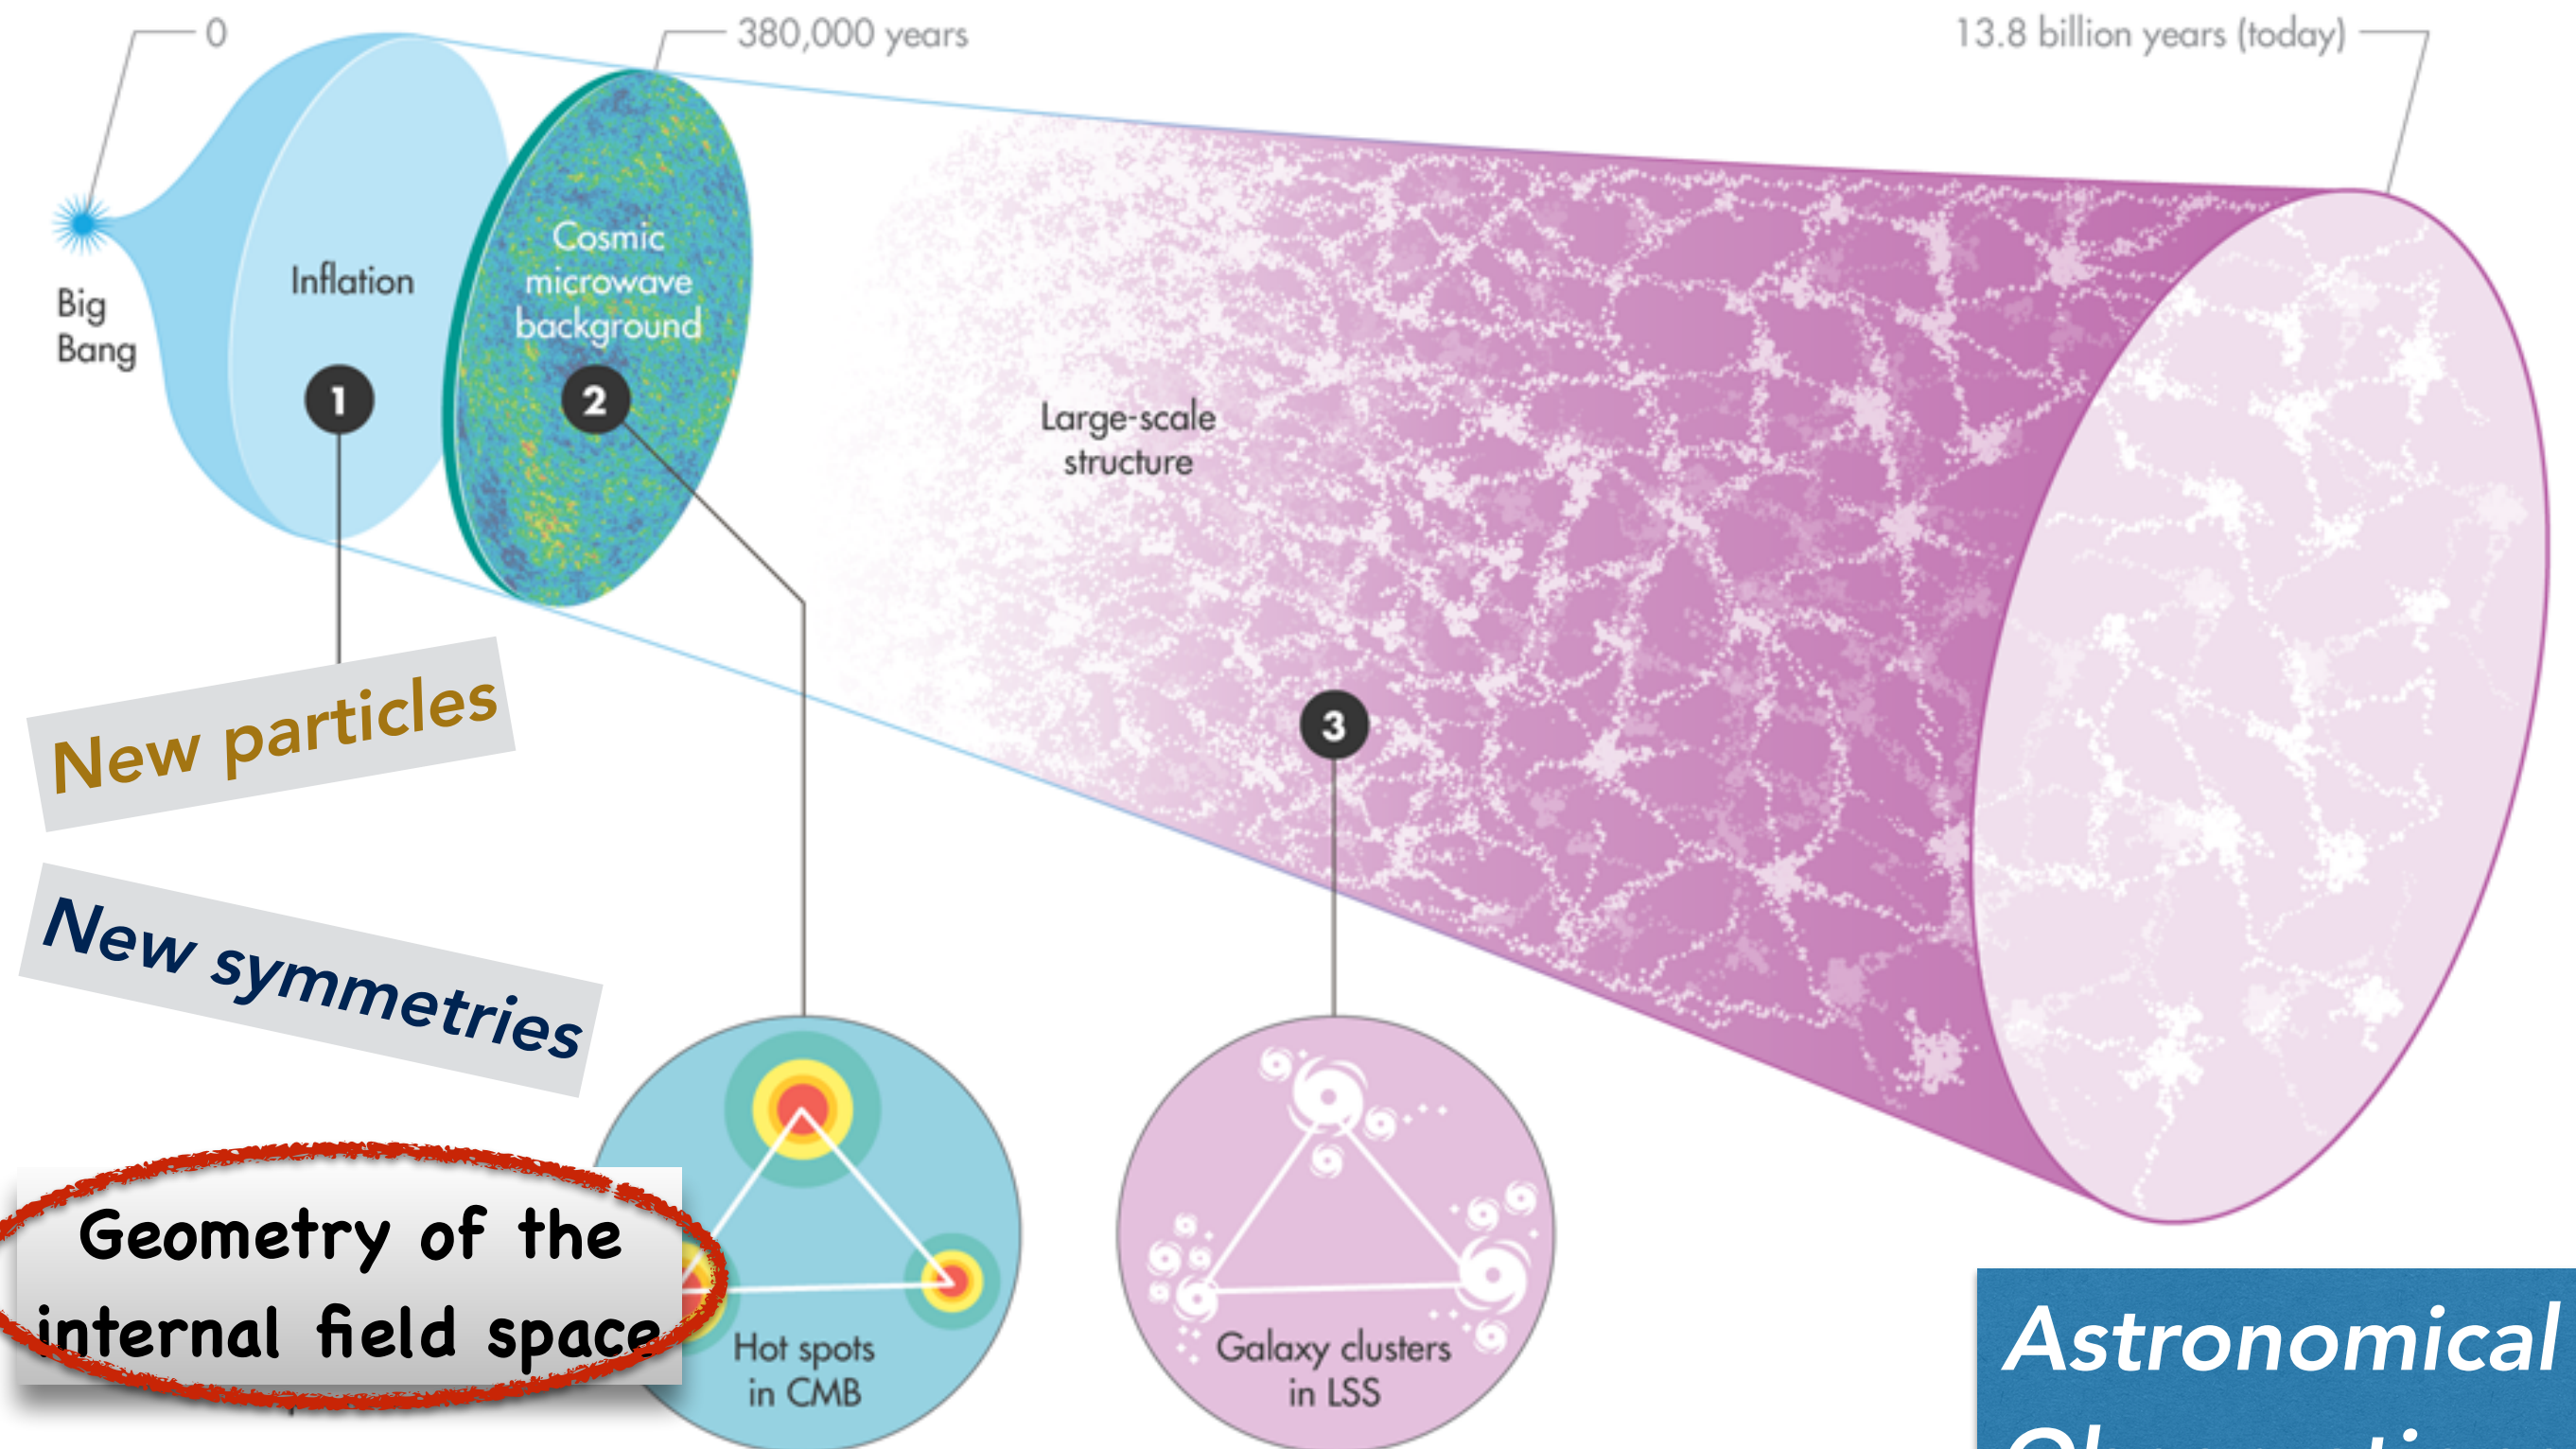 0
380,000 years
13.8 billion years (today)
Big
Bang
Inflation
1
Cosmic
microwave
background
2
Large-scale
structure
3
New particles
New symmetries
Geometry of the
internal field space
Hot spots
in CMB
Galaxy clusters
in LSS
Astronomical